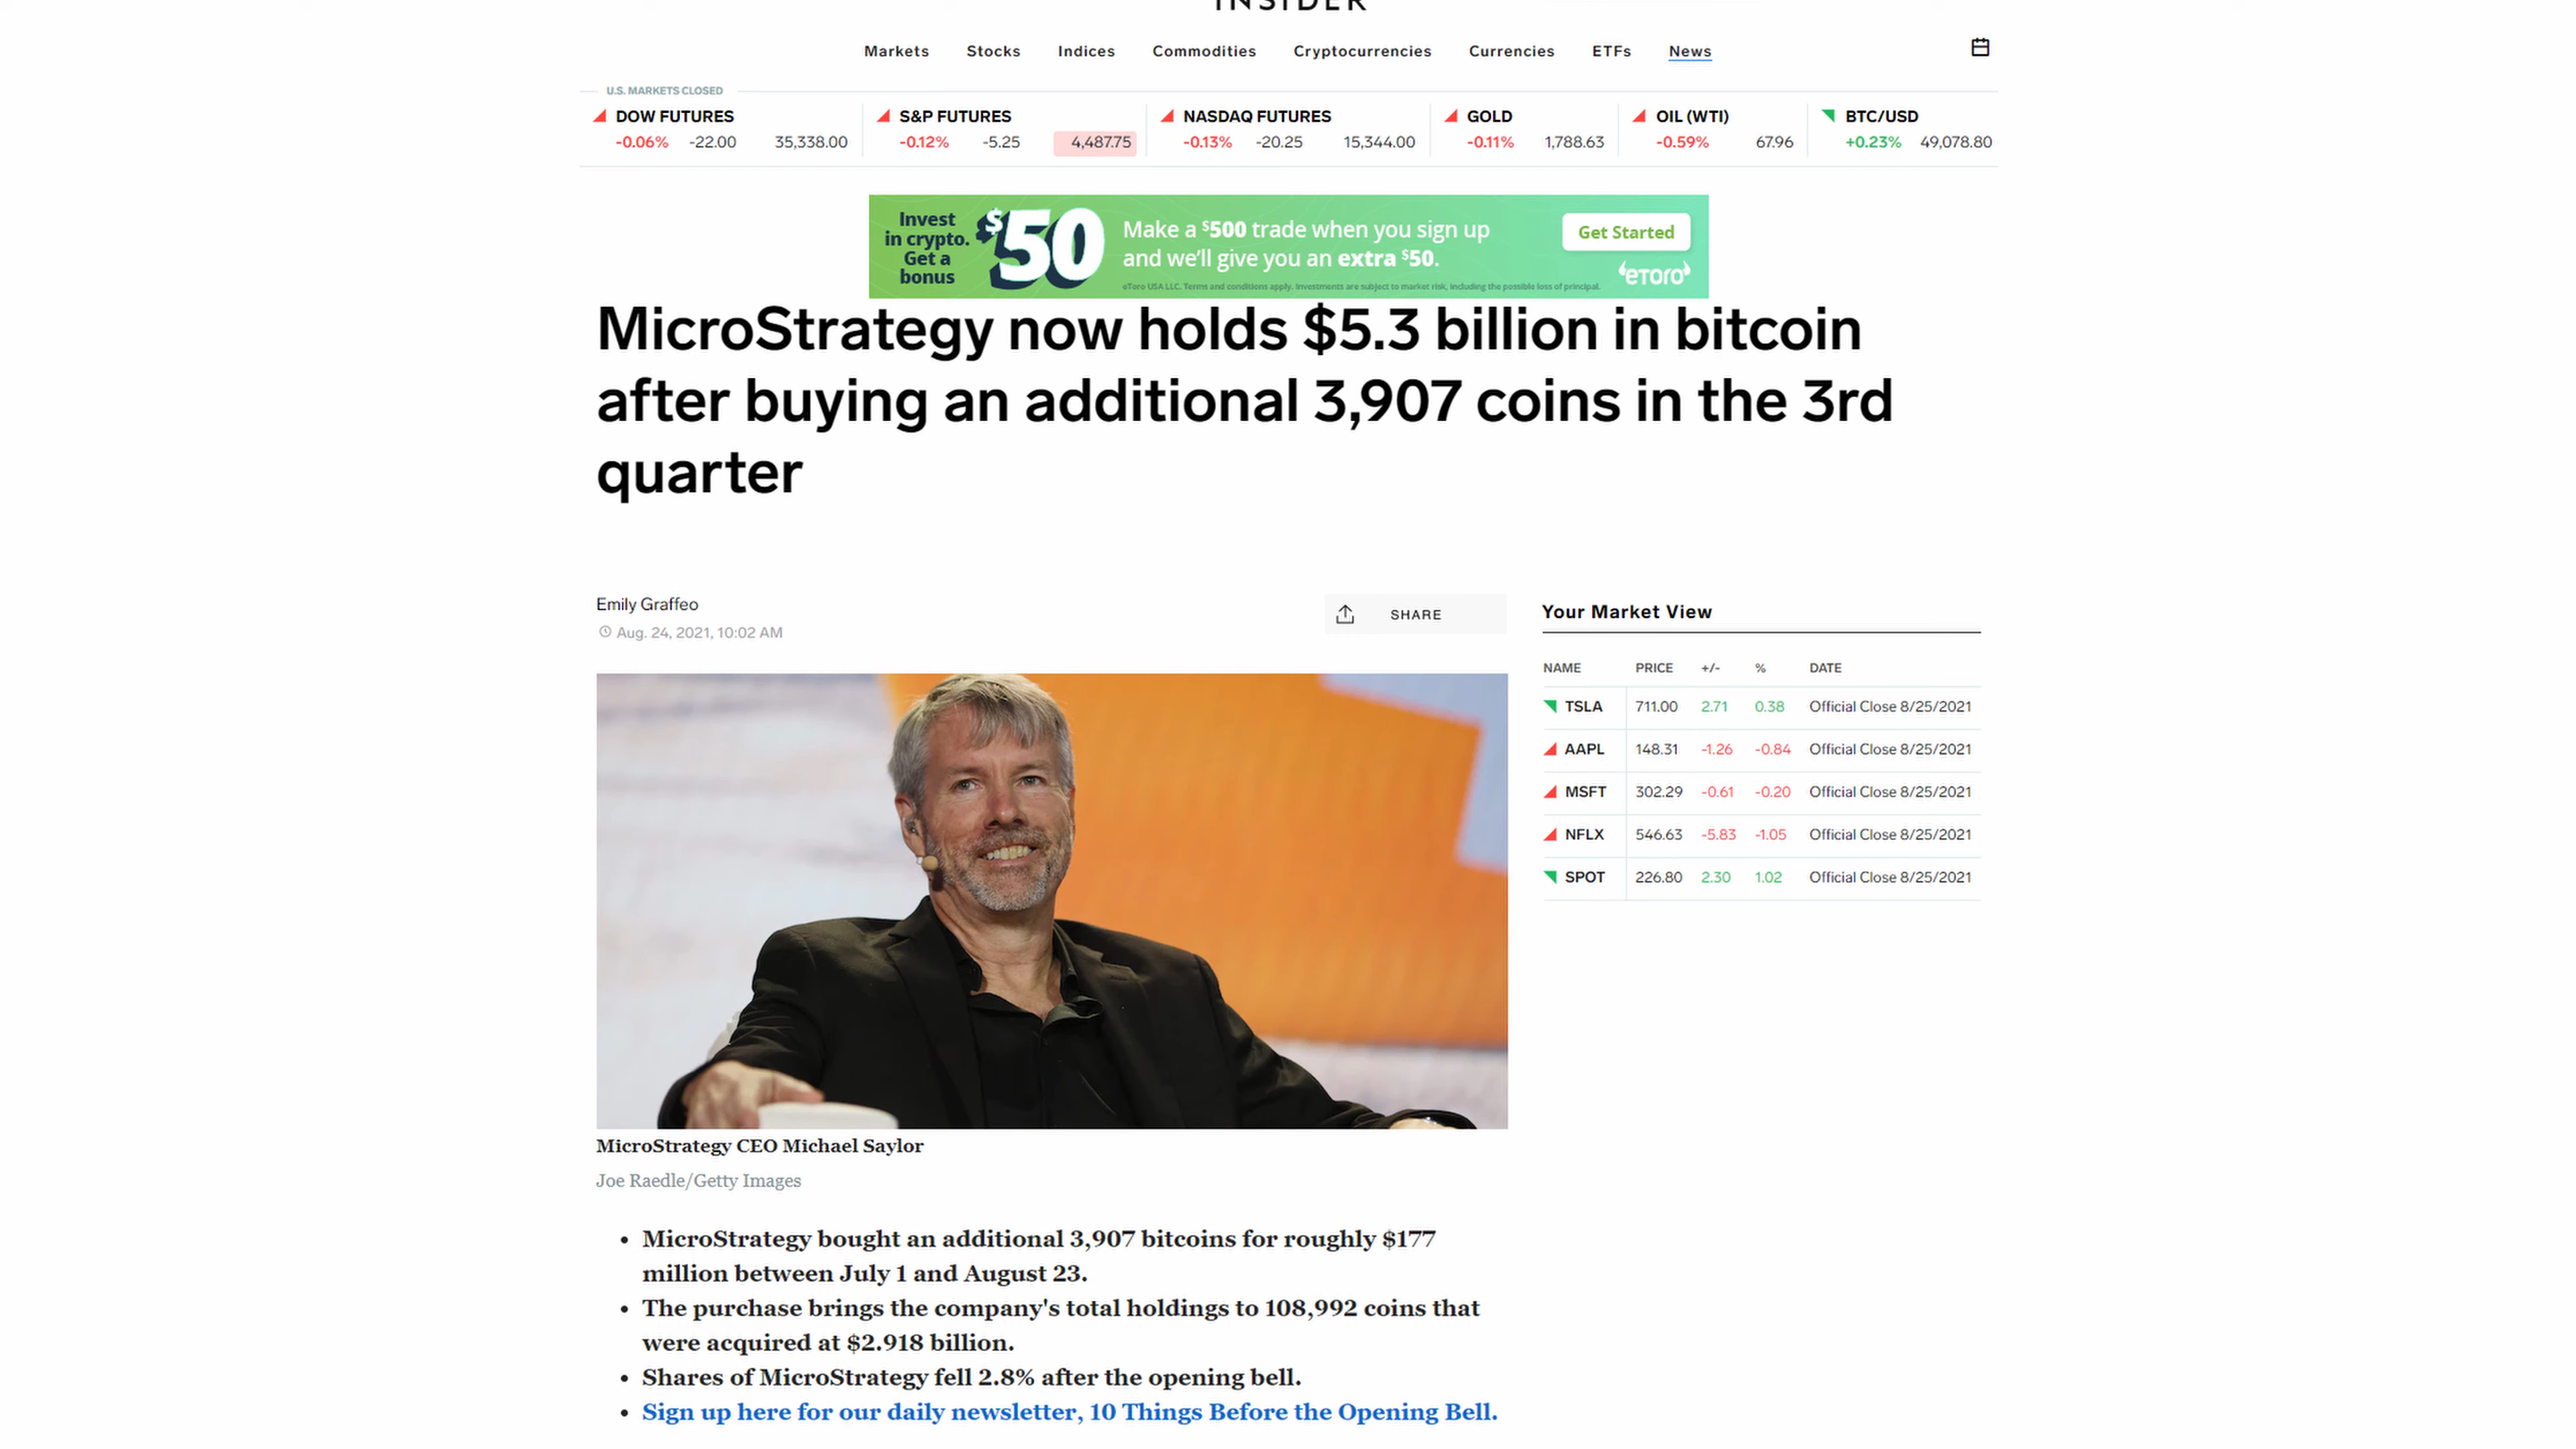 INSIDER
Markets Stocks Indices Commodities Cryptocurrencies Currencies ETFs News
U.S. MARKETS CLOSED
DOW FUTURES
-0.06% -22.00 35,338.00
S&P FUTURES
-0.12% -5.25 4,487.75
NASDAQ FUTURES
-0.13% -20.25 15,344.00
GOLD
-0.11% 1,788.63
OIL (WTI)
-0.59% 67.96
BTC/USD
+0.23% 49,078.80
Invest
in crypto.
Get a
bonus
$50
Make a $500 trade when you sign up
and we'll give you an extra $50.
eToro USA LLC. Terms and conditions apply. Investments are subject to market risk, including the possible loss of principal.
Get Started
eToro
MicroStrategy now holds $5.3 billion in bitcoin
after buying an additional 3,907 coins in the 3rd
quarter
Emily Graffeo
Aug. 24, 2021, 10:02 AM
SHARE
Your Market View
NAME PRICE +/- % DATE
TSLA 711.00 2.71 0.38 Official Close 8/25/2021
AAPL 148.31 -1.26 -0.84 Official Close 8/25/2021
MSFT 302.29 -0.61 -0.20 Official Close 8/25/2021
NFLX 546.63 -5.83 -1.05 Official Close 8/25/2021
SPOT 226.80 2.30 1.02 Official Close 8/25/2021
MicroStrategy CEO Michael Saylor
Joe Raedle/Getty Images
• MicroStrategy bought an additional 3,907 bitcoins for roughly $177
million between July 1 and August 23.
• The purchase brings the company's total holdings to 108,992 coins that
were acquired at $2.918 billion.
• Shares of MicroStrategy fell 2.8% after the opening bell.
• Sign up here for our daily newsletter, 10 Things Before the Opening Bell.